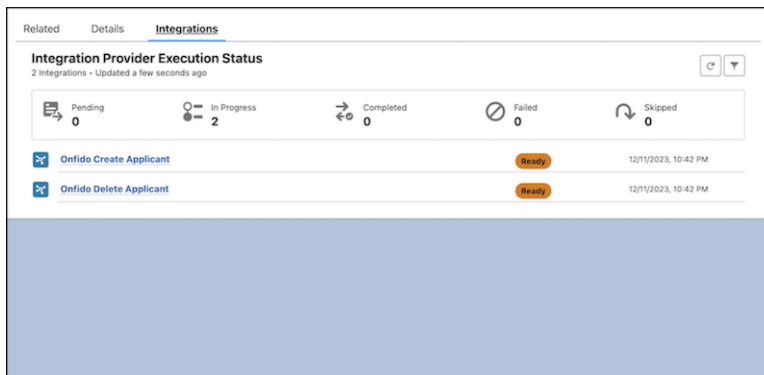 Related Details Integrations
Integration Provider Execution Status
2 Integrations • Updated a few seconds ago
Pending In Progress Completed Failed Skipped
0 2 0 0 0
Onfido Create Applicant Ready 12/11/2023, 10:42 PM
Onfido Delete Applicant Ready 12/11/2023, 10:42 PM